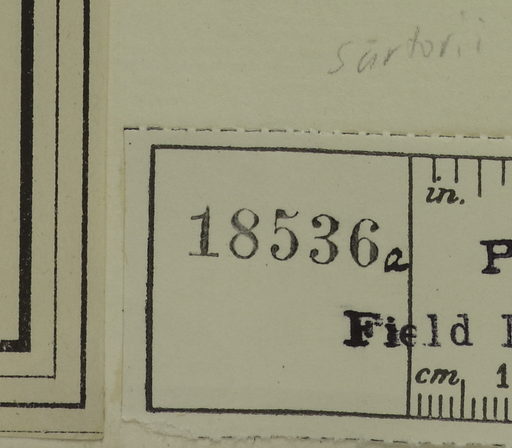 sartorii
in.
18536a
P
Field
cm 1